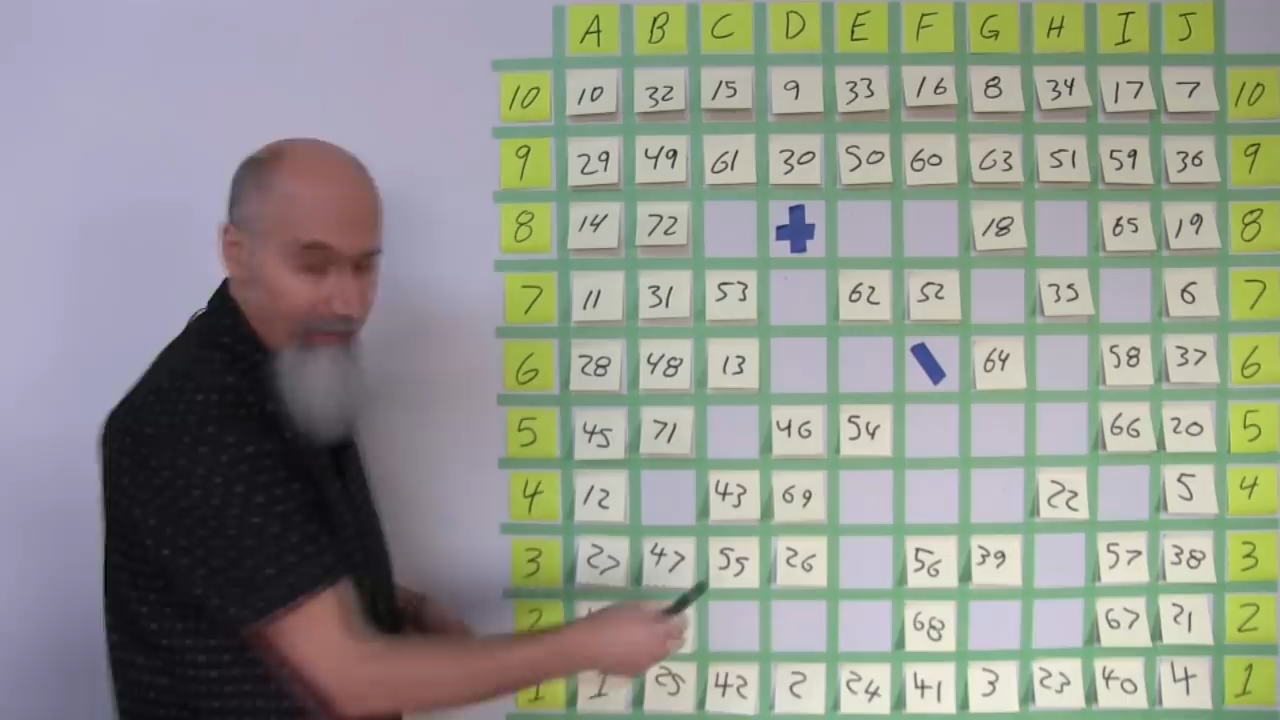 A B C D E F G H I J
10 10 32 15 9 33 16 8 34 17 7 10
9 29 49 61 30 50 60 63 51 59 36 9
8 14 72 18 65 19 8
7 11 31 53 62 52 35 6 7
6 28 48 13 64 58 37 6
5 45 71 46 54 66 20 5
4 12 43 69 22 5 4
3 27 47 55 26 56 39 57 38 3
2 68 67 21 2
1 1 25 42 2 24 41 3 23 40 4 1